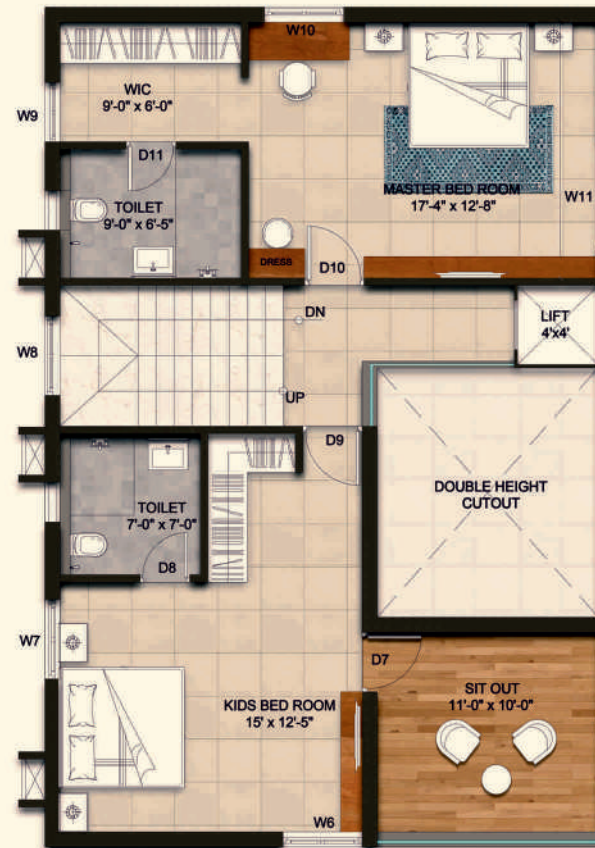 W10
WIC
9'-0" x 6'-0"
W9
D11
MASTER BED ROOM
17'-4" x 12'-8"
W11
TOILET
9'-0" x 6'-5"
DRESS
D10
DN
LIFT
4'x4'
W8
UP
D9
DOUBLE HEIGHT
CUTOUT
TOILET
7'-0" x 7'-0"
D8
W7
D7
KIDS BED ROOM
15' x 12'-5"
SIT OUT
11'-0" x 10'-0"
W6